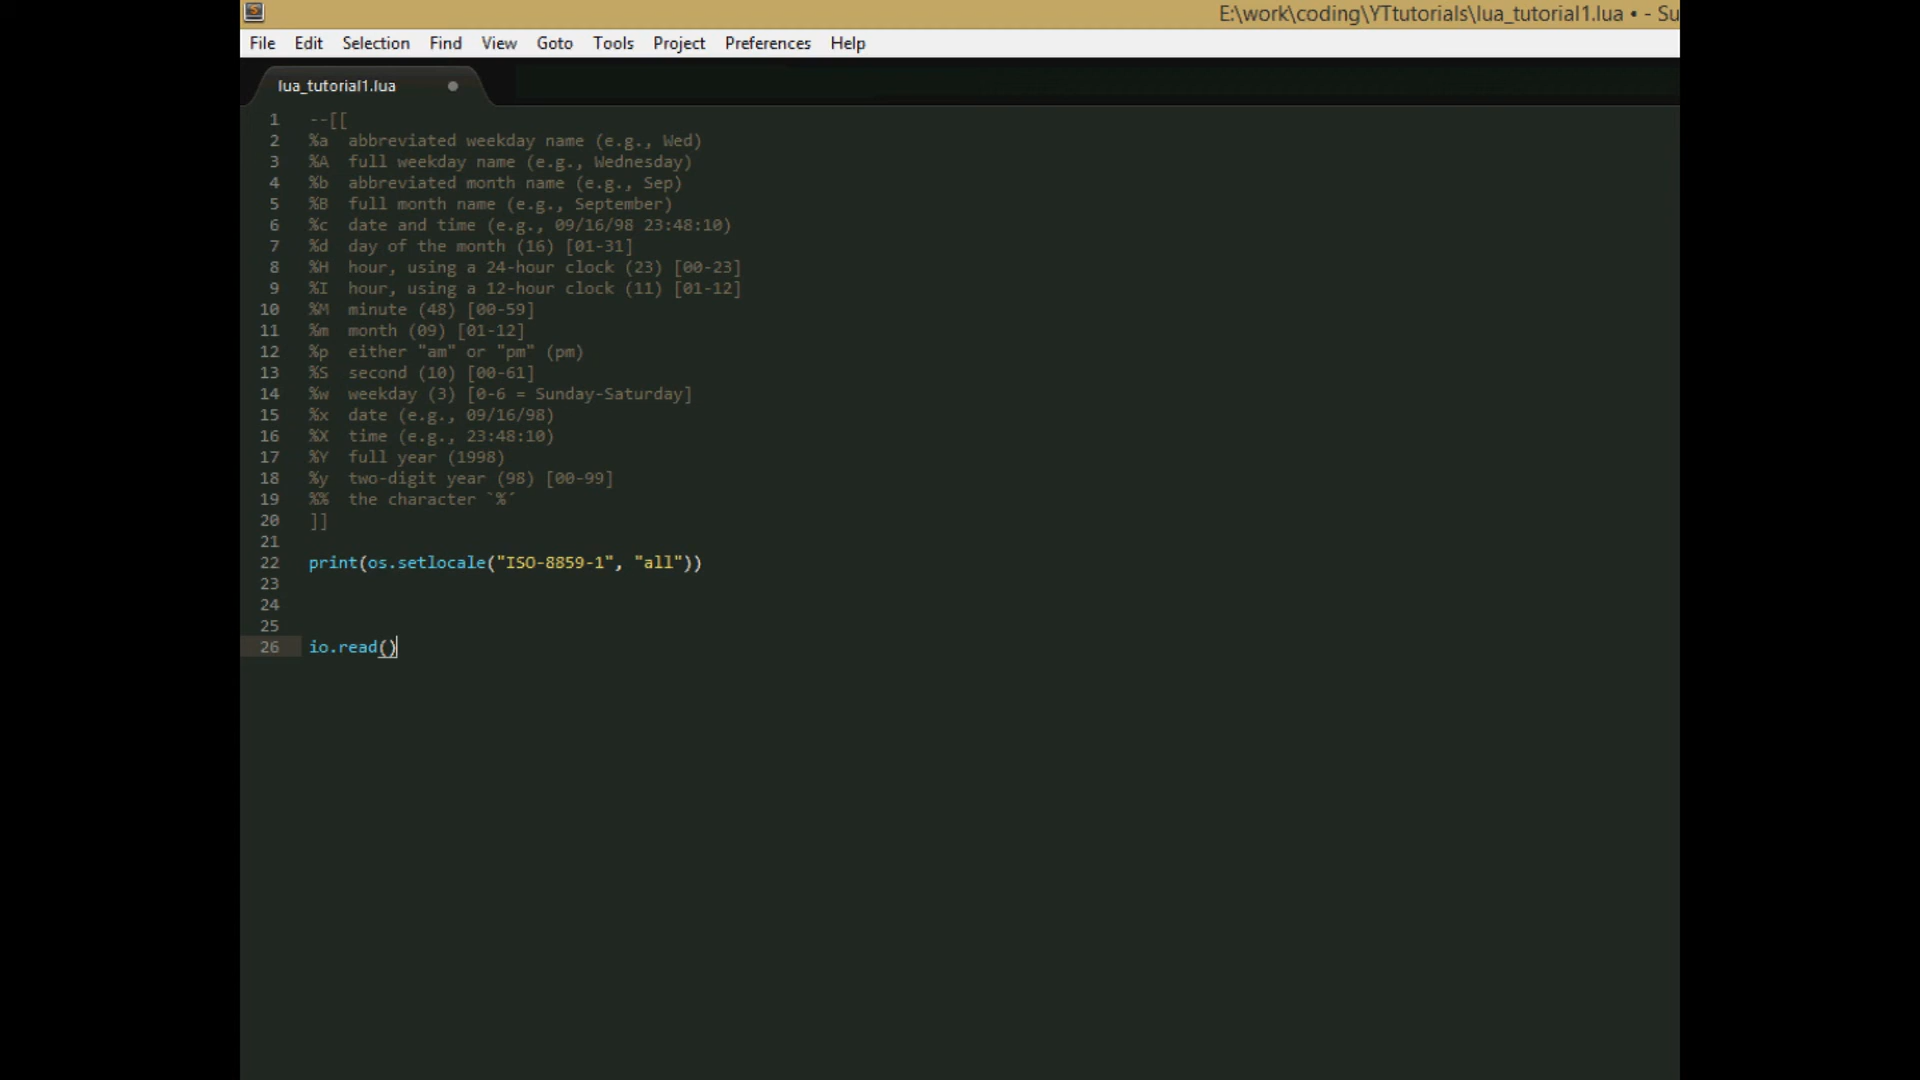 E:\work\coding\YTtutorials\lua_tutorial1.lua • - Su
File Edit Selection Find View Goto Tools Project Preferences Help
lua_tutorial1.lua
1 --[[
2 %a abbreviated weekday name (e.g., Wed)
3 %A full weekday name (e.g., Wednesday)
4 %b abbreviated month name (e.g., Sep)
5 %B full month name (e.g., September)
6 %c date and time (e.g., 09/16/98 23:48:10)
7 %d day of the month (16) [01-31]
8 %H hour, using a 24-hour clock (23) [00-23]
9 %I hour, using a 12-hour clock (11) [01-12]
10 %M minute (48) [00-59]
11 %m month (09) [01-12]
12 %p either "am" or "pm" (pm)
13 %S second (10) [00-61]
14 %w weekday (3) [0-6 = Sunday-Saturday]
15 %x date (e.g., 09/16/98)
16 %X time (e.g., 23:48:10)
17 %Y full year (1998)
18 %y two-digit year (98) [00-99]
19 %% the character `%´
20 ]]
21
22 print(os.setlocale("ISO-8859-1", "all"))
23
24
25
26 io.read()